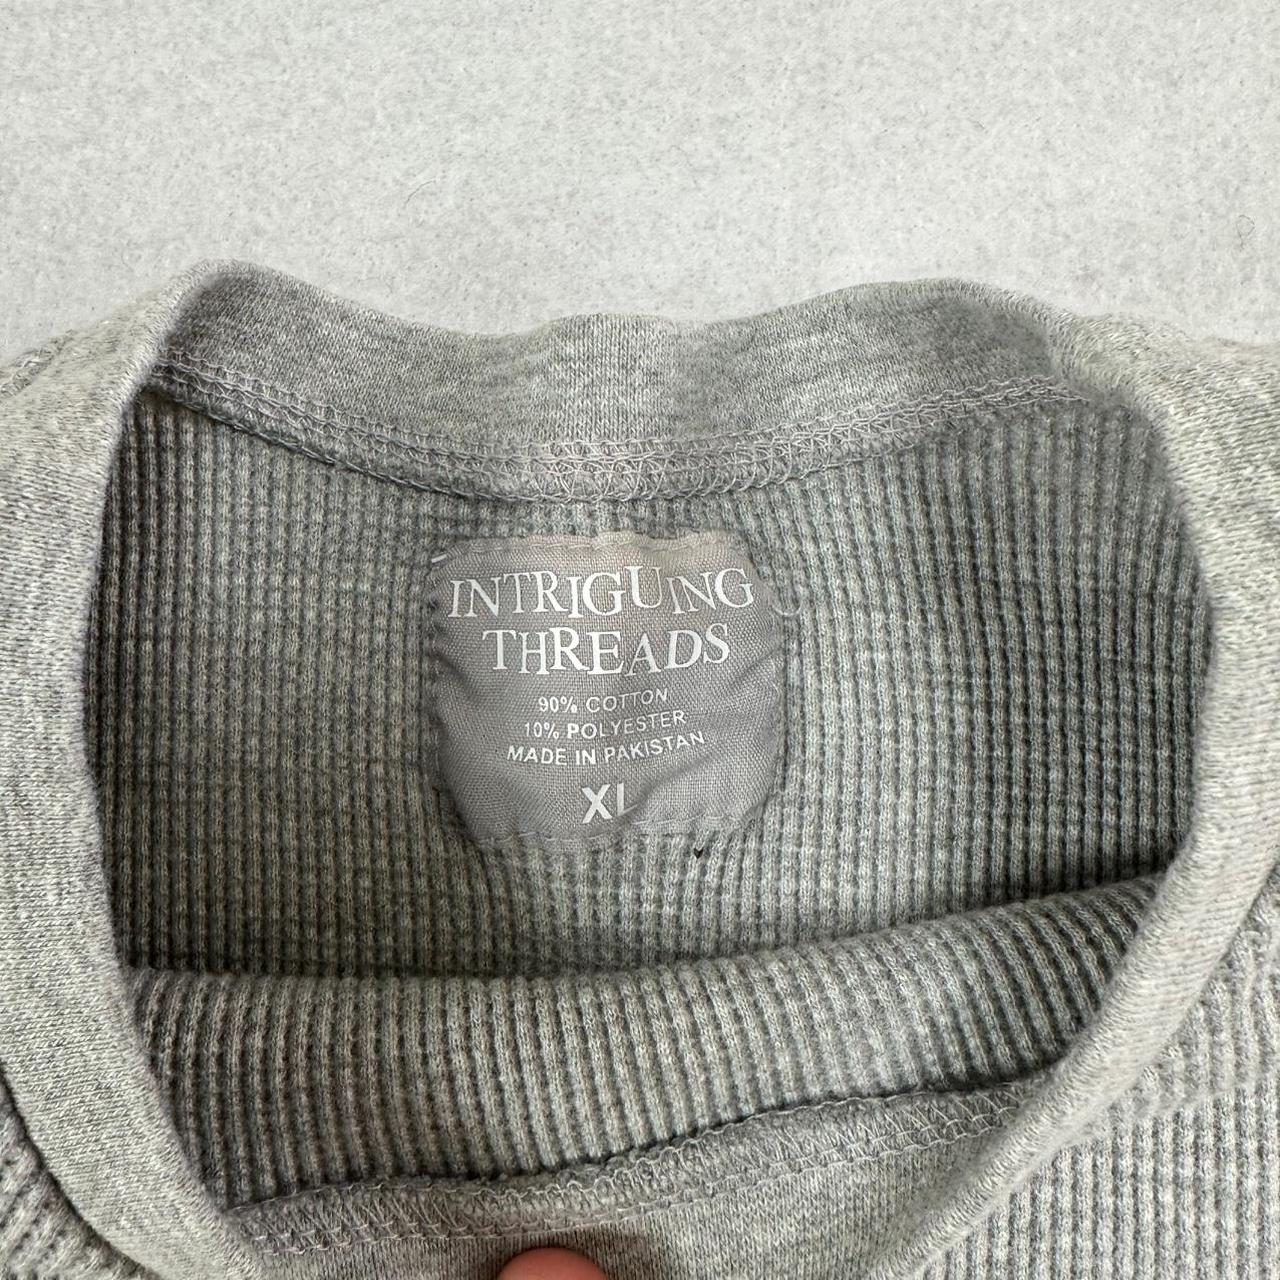 INTRIGUING
THREADS
90% COTTON
10% POLYESTER
MADE IN PAKISTAN
XL